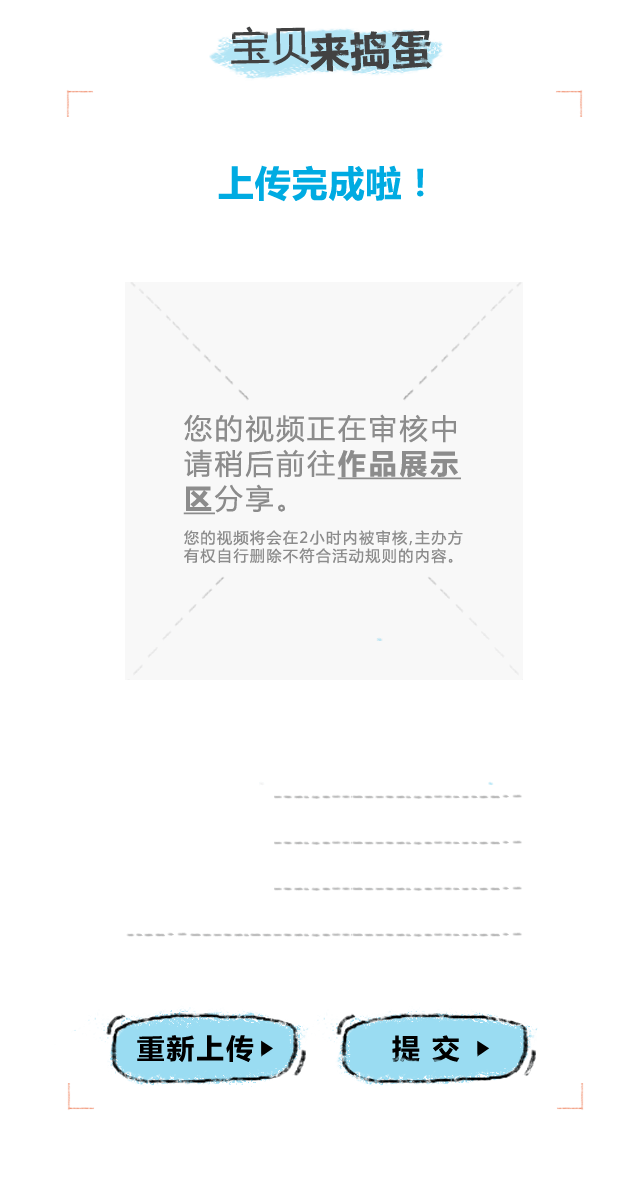 宝贝来捣蛋
上传完成啦！
您的视频正在审核中
请稍后前往作品展示
区分享。
您的视频将会在2小时内被审核,主办方
有权自行删除不符合活动规则的内容。
重新上传
提交